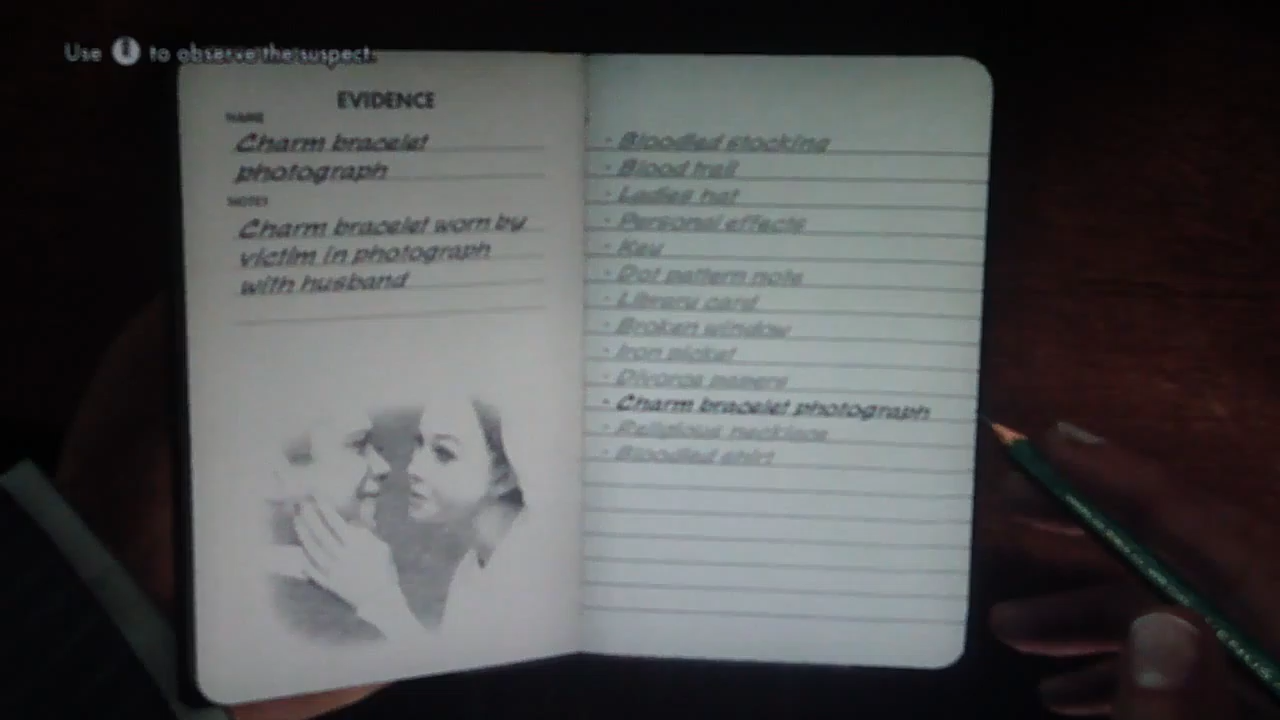 Use to observe the suspect.
EVIDENCE
NAME
Charm bracelet
photograph
NOTES
Charm bracelet worn by
victim in photograph
with husband
- Bloodied stocking
- Blood trail
- Ladies hat
- Personal effects
- Key
- Dot pattern note
- Library card
- Broken window
- Iron picket
- Divorce papers
- Charm bracelet photograph
- Religious necklace
- Bloodied shirt